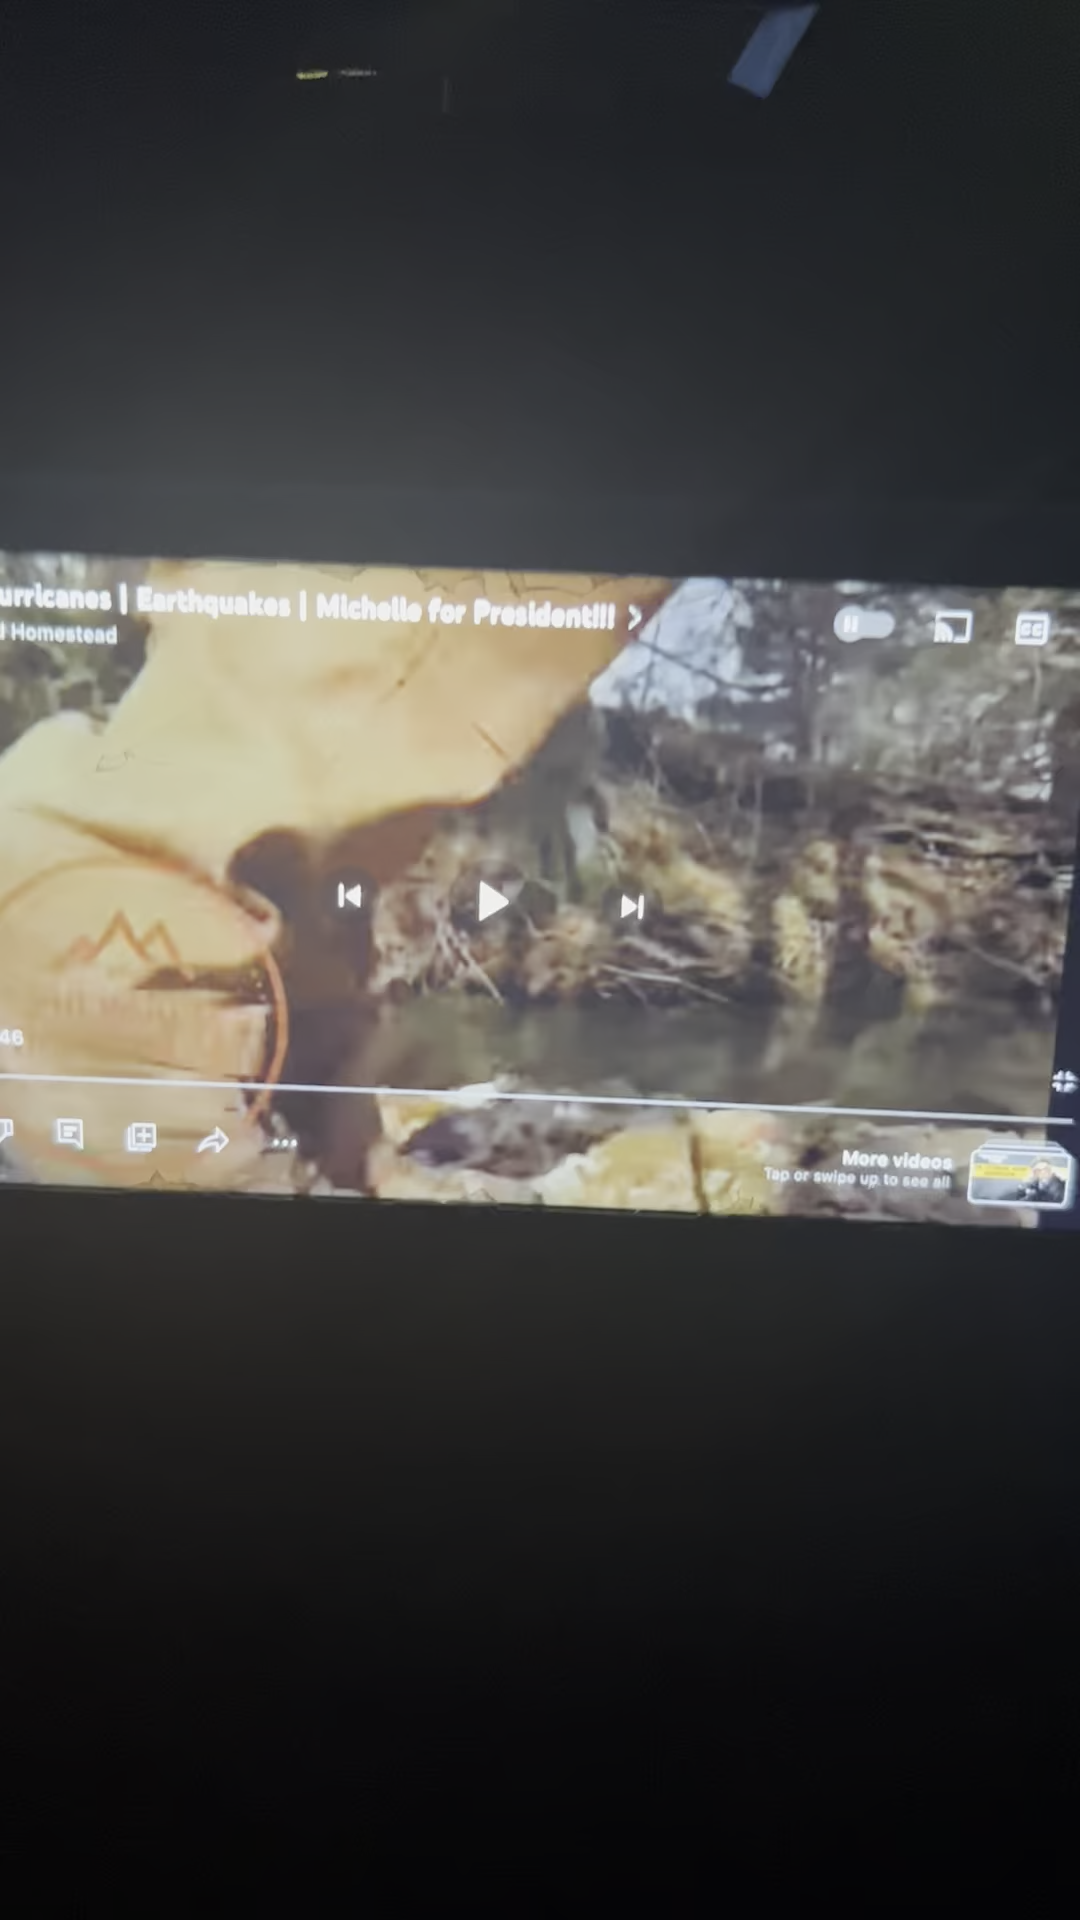 urricanes | Earthquakes | Michelle for President!!!
l Homestead
46
More videos
Tap or swipe up to see all